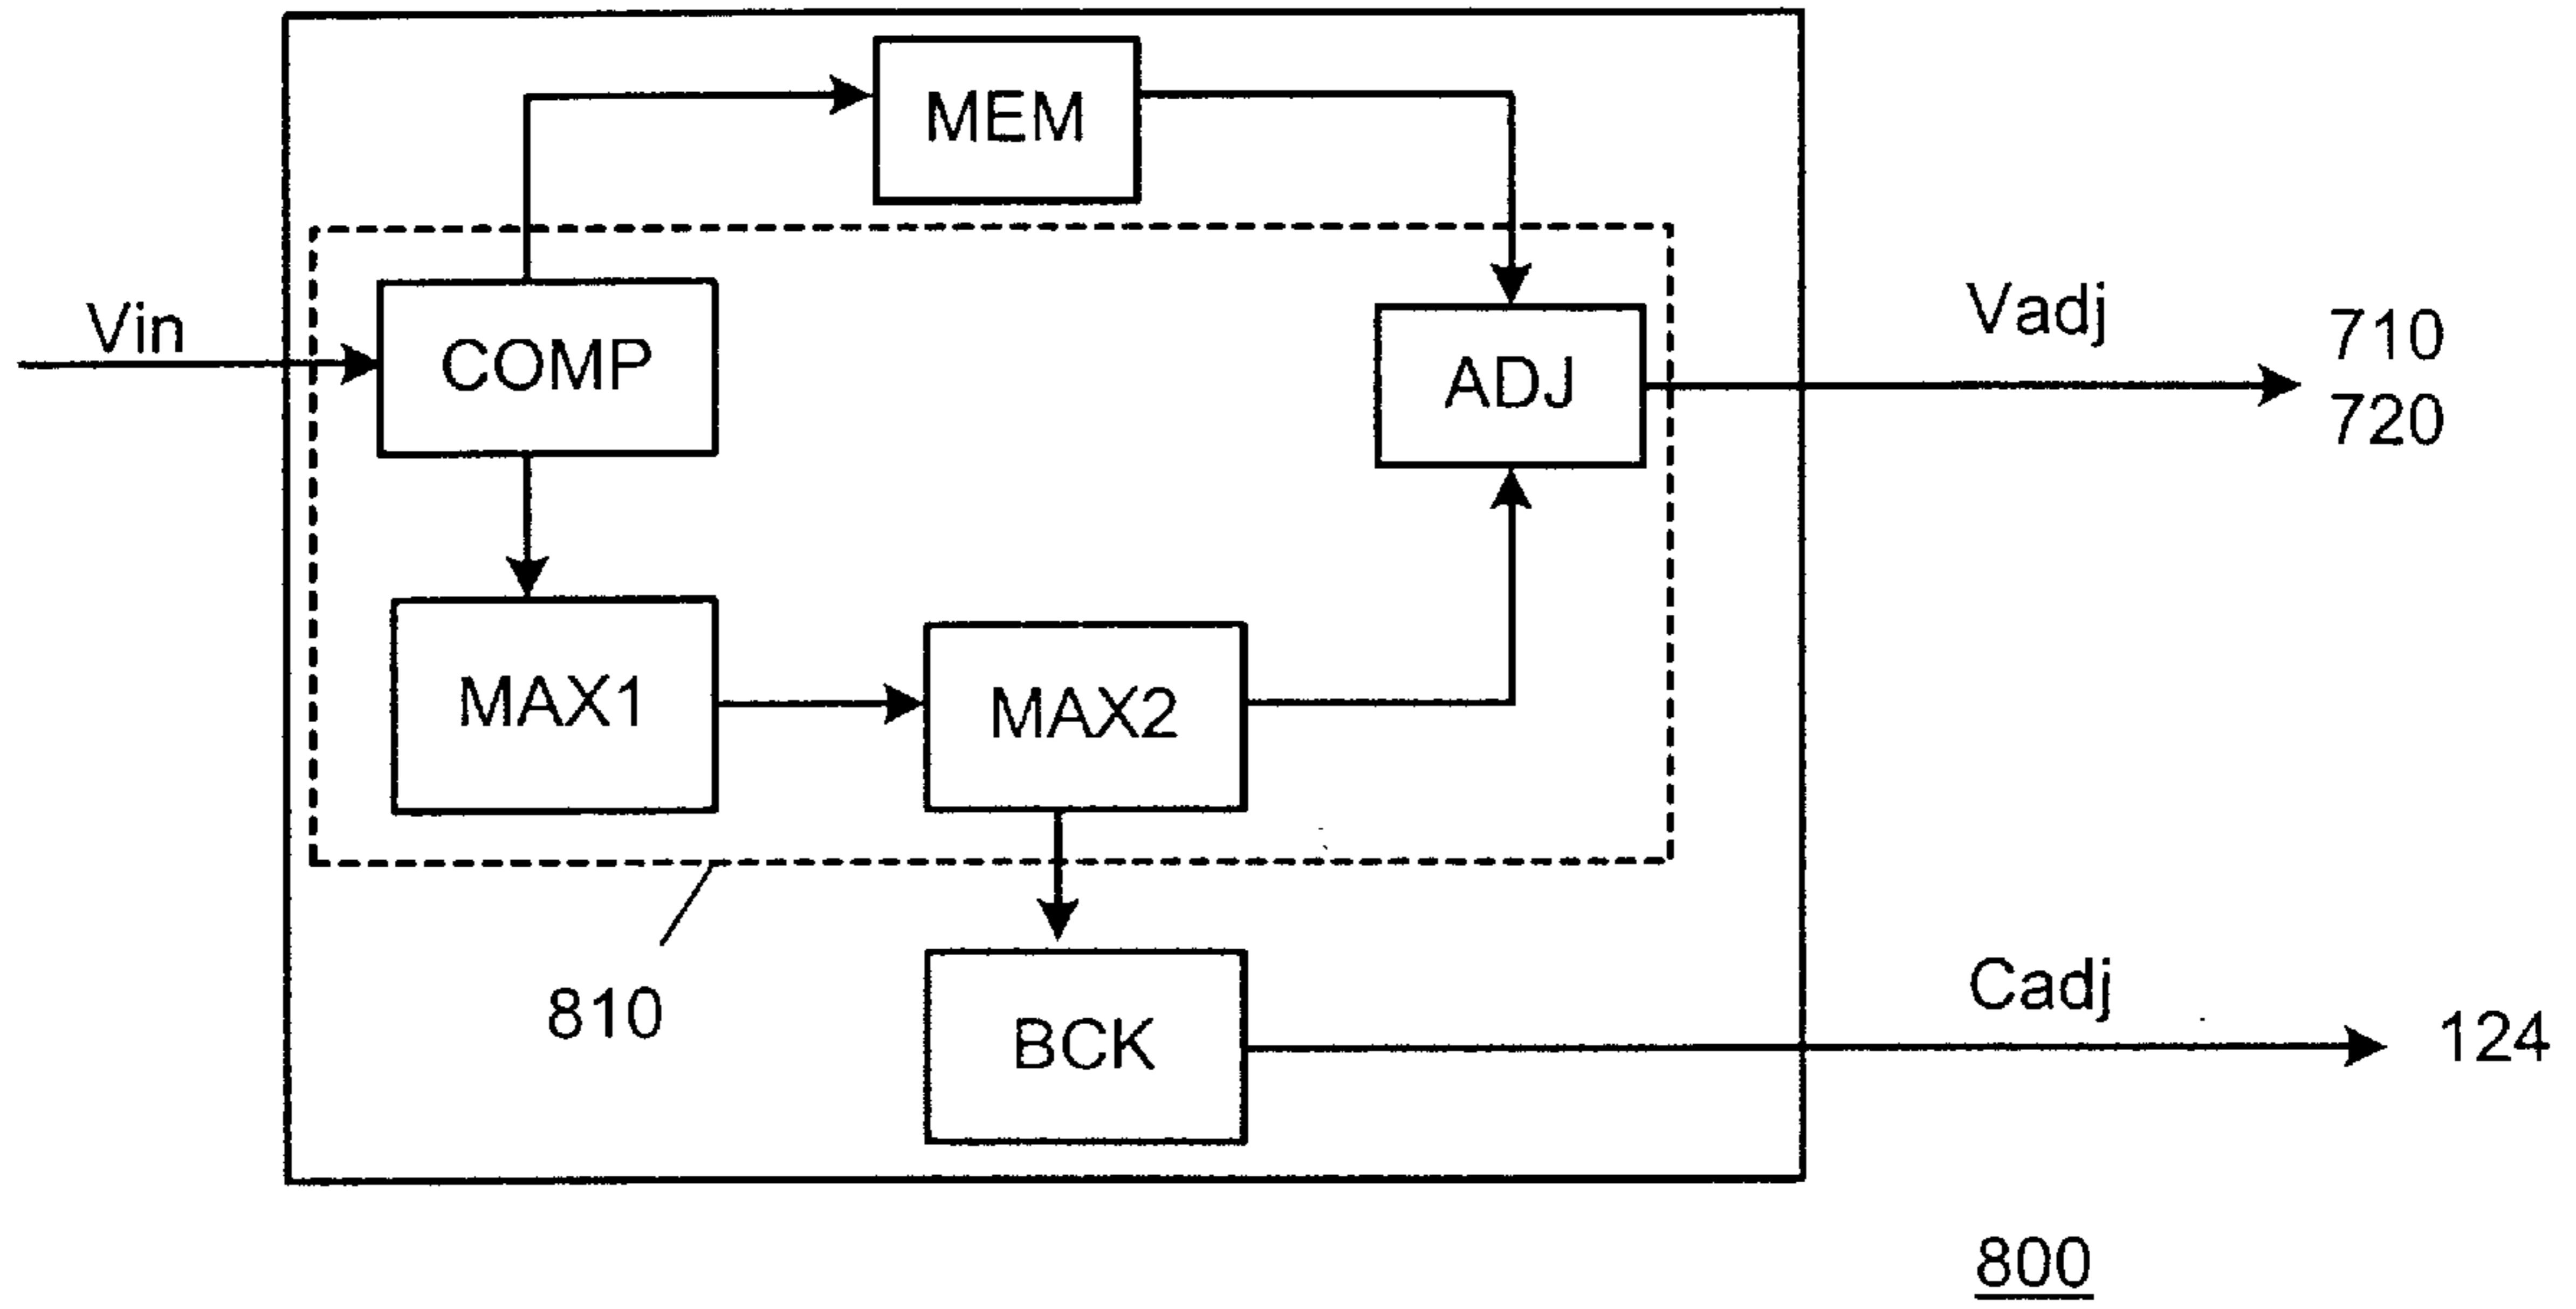 MEM
Vin
COMP
ADJ
Vadj
710
720
MAX1
MAX2
810
BCK
Cadj
124
800